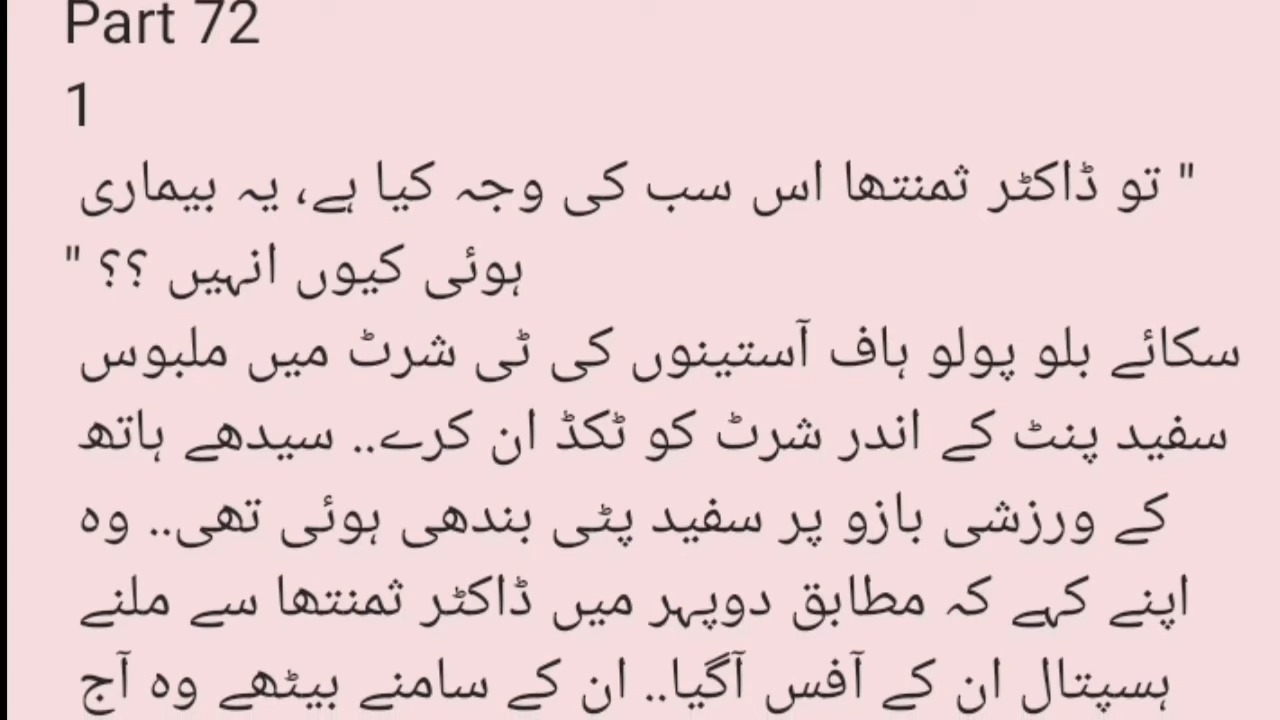 Part 72
1
" تو ڈاکٹر ثمنتھا اس سب کی وجہ کیا ہے، یہ بیماری
ہوئی کیوں انہیں ؟؟ "
سکائے بلو پولو ہاف آستینوں کی ٹی شرٹ میں ملبوس
سفید پنٹ کے اندر شرٹ کو ٹکڈ ان کرے.. سیدھے ہاتھ
کے ورزشی بازو پر سفید پٹی بندھی ہوئی تھی.. وہ
اپنے کہے کہ مطابق دوپہر میں ڈاکٹر ثمنتھا سے ملنے
ہسپتال ان کے آفس آگیا.. ان کے سامنے بیٹھے وہ آج